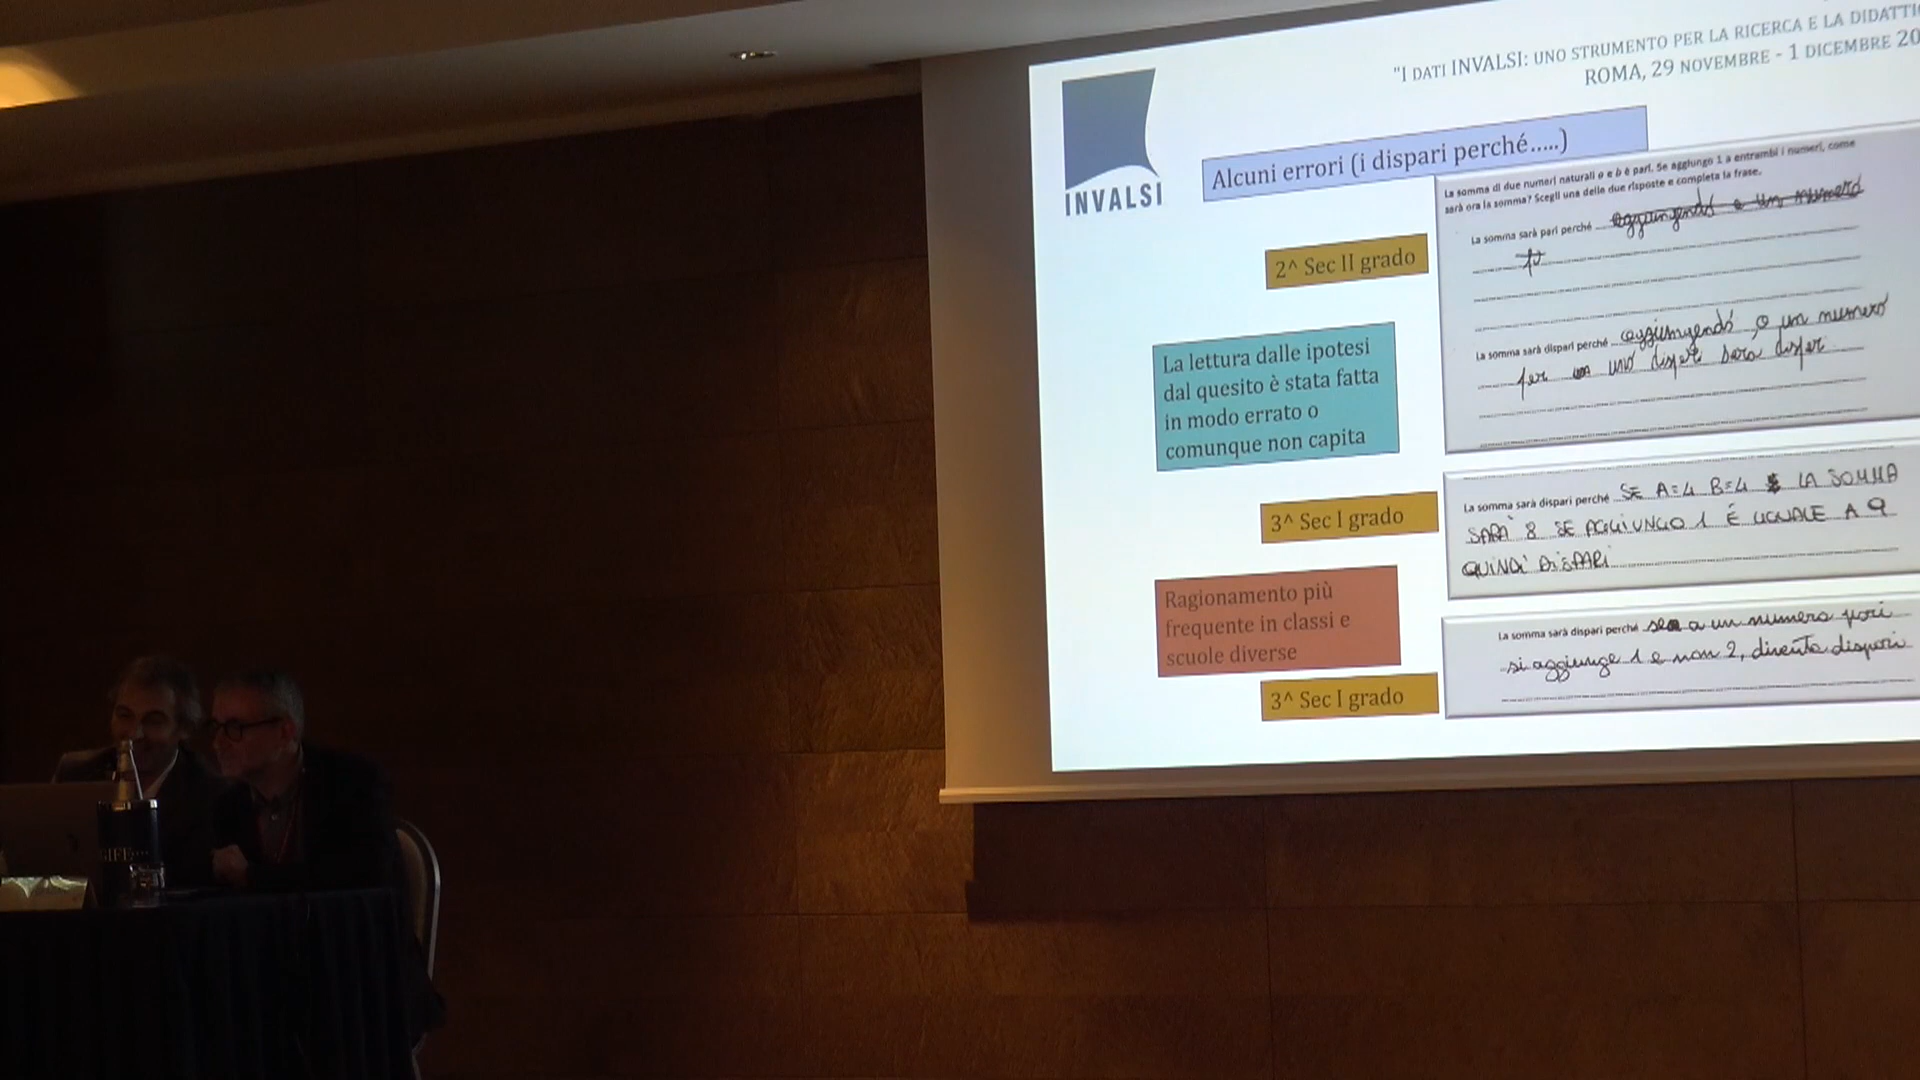 "I DATI INVALSI: UNO STRUMENTO PER LA RICERCA E LA DIDATTI
ROMA, 29 NOVEMBRE - 1 DICEMBRE 20
INVALSI
Alcuni errori (i dispari perché.....)
La somma di due numeri naturali a e b è pari. Se aggiungo 1 a entrambi i numeri, come
sarà ora la somma? Scegli una delle due risposte e completa la frase.
La somma sarà pari perché aggiungendo a un numero
2^ Sec II grado
La somma sarà dispari perché aggiungendo a un numero
uno dispari sarà dispar
La lettura dalle ipotesi
dal quesito è stata fatta
in modo errato o
comunque non capita
3^ Sec I grado
La somma sarà dispari perché SE A=4 B=4 LA SOMMA
SARÀ 8 SE AGGIUNGO 1 È UGUALE A 9
QUINDI DISPARI
Ragionamento più
frequente in classi e
scuole diverse
3^ Sec I grado
La somma sarà dispari perché se a un numero pari
si aggiunge 1 e non 2, diventa dispari